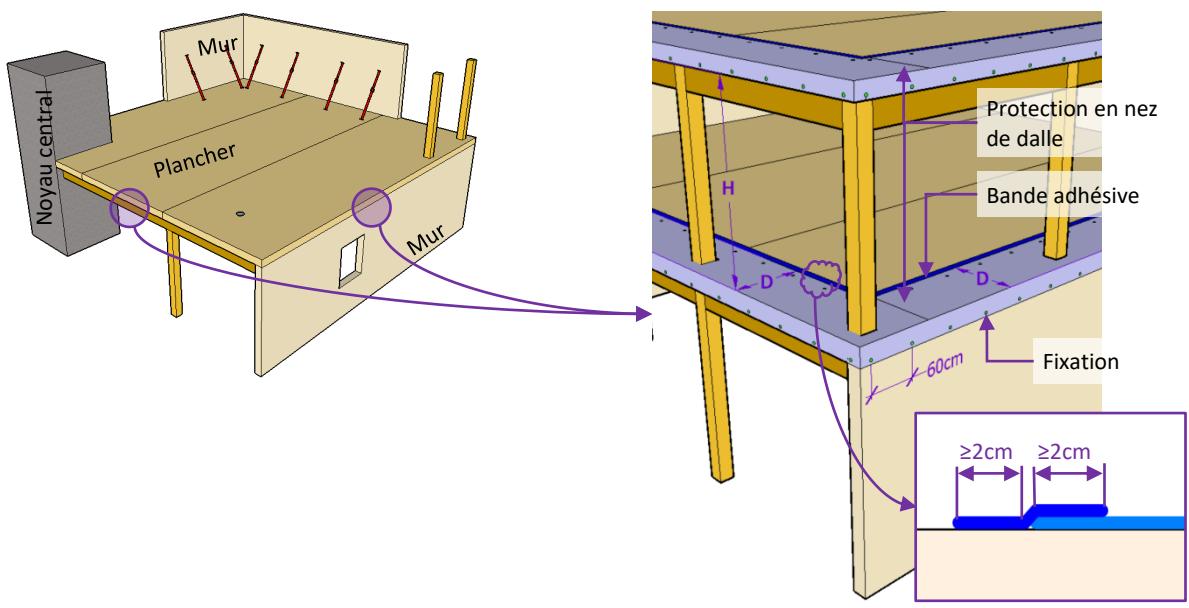 Mur
Noyau central
Plancher
Mur
Protection en nez
de dalle
H
Bande adhésive
D
D
Fixation
60cm
≥2cm
≥2cm